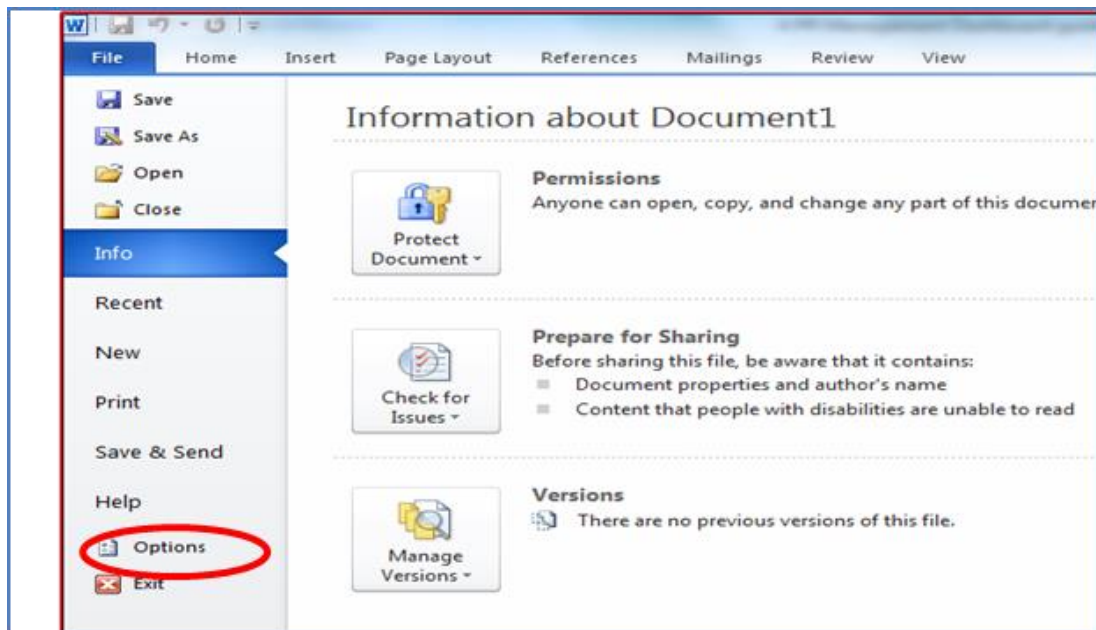 W
File Home Insert Page Layout References Mailings Review View
Save
Save As
Open
Close
Info
Recent
New
Print
Save & Send
Help
Options
Exit
Information about Document1
Protect
Document
Permissions
Anyone can open, copy, and change any part of this documen
Check for
Issues
Prepare for Sharing
Before sharing this file, be aware that it contains:
Document properties and author's name
Content that people with disabilities are unable to read
Manage
Versions
Versions
There are no previous versions of this file.